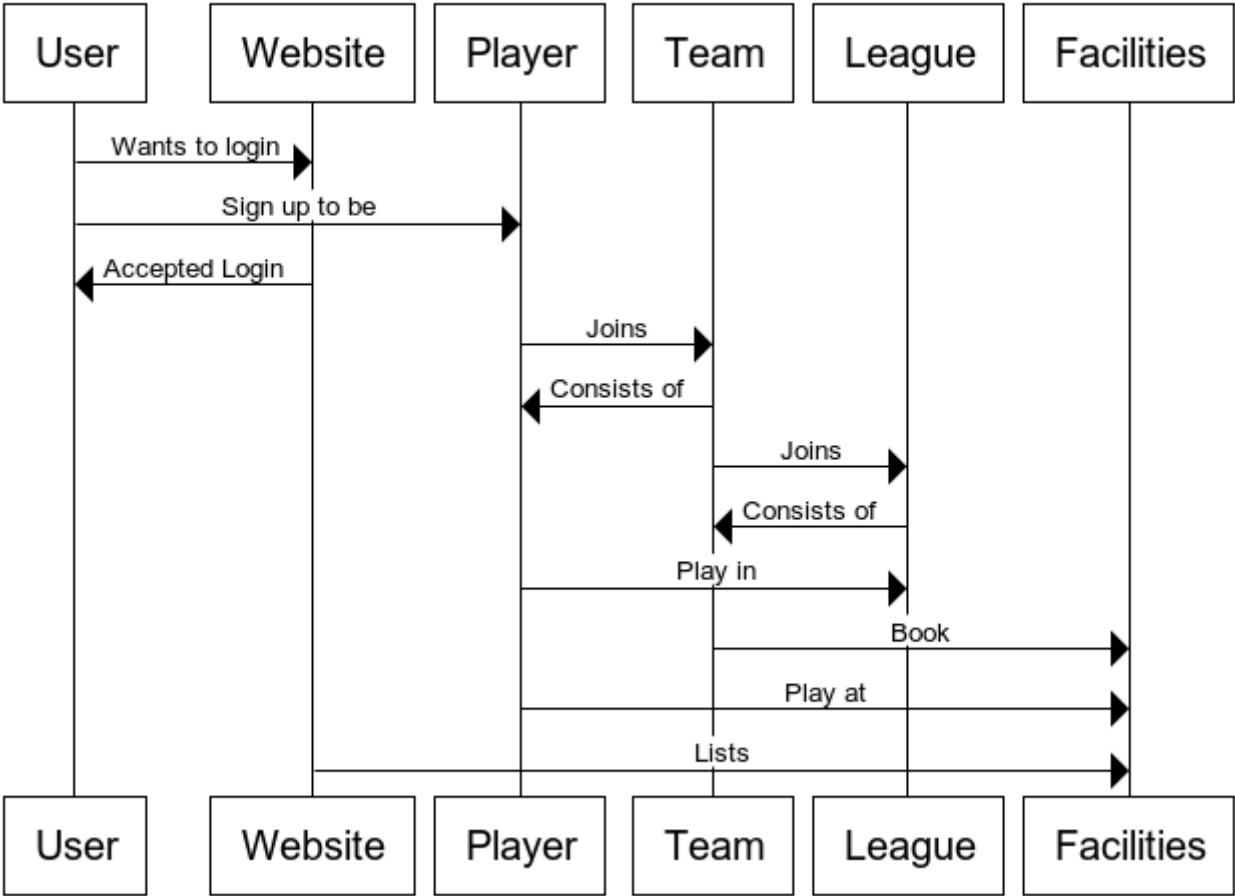 User Website Player Team League Facilities
Wants to login
Sign up to be
Accepted Login
Joins
Consists of
Joins
Consists of
Play in
Book
Play at
Lists
User Website Player Team League Facilities